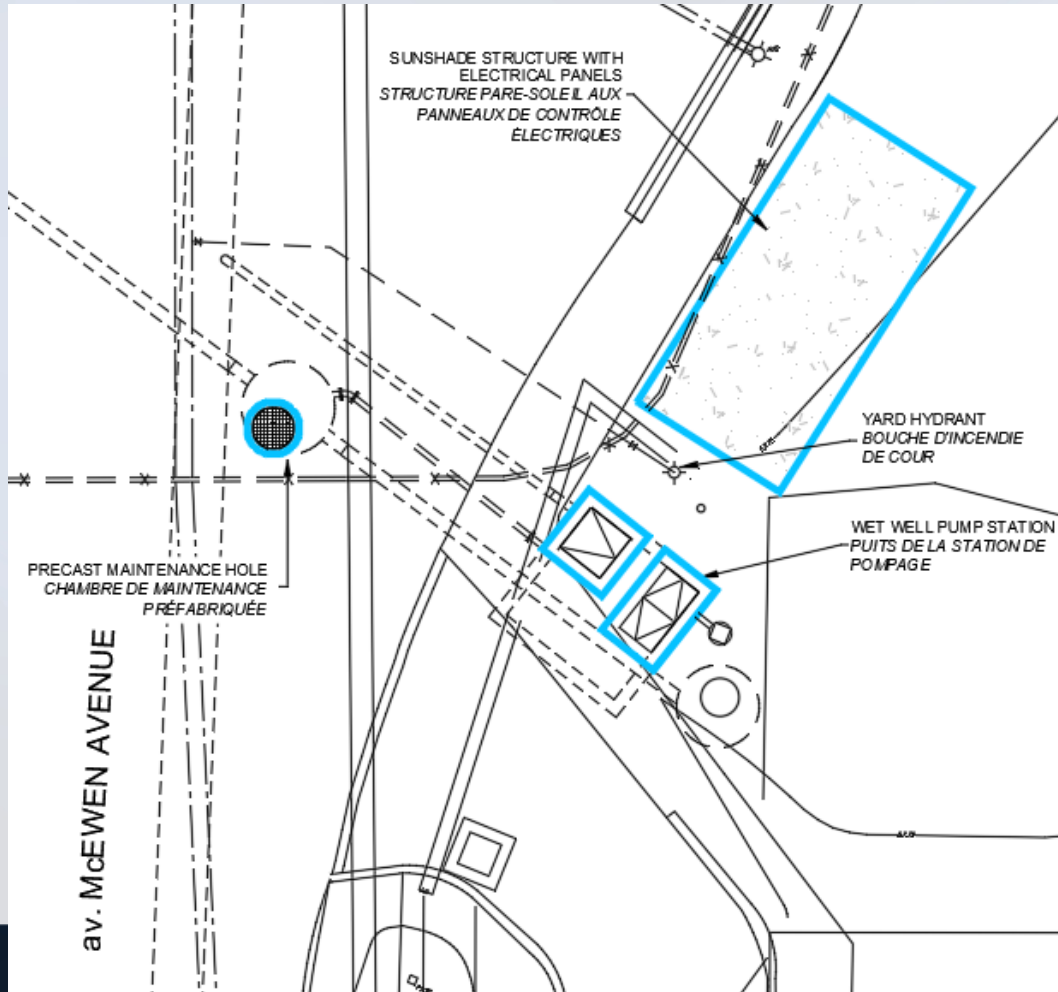 SUNSHADE STRUCTURE WITH
ELECTRICAL PANELS
STRUCTURE PARE-SOLEIL AUX
PANNEAUX DE CONTRÔLE
ÉLECTRIQUES
YARD HYDRANT
BOUCHE D'INCENDIE
DE COUR
WET WELL PUMP STATION
PUITS DE LA STATION DE
POMPAGE
PRECAST MAINTENANCE HOLE
CHAMBRE DE MAINTENANCE
PRÉFABRIQUÉE
av. McEWEN AVENUE